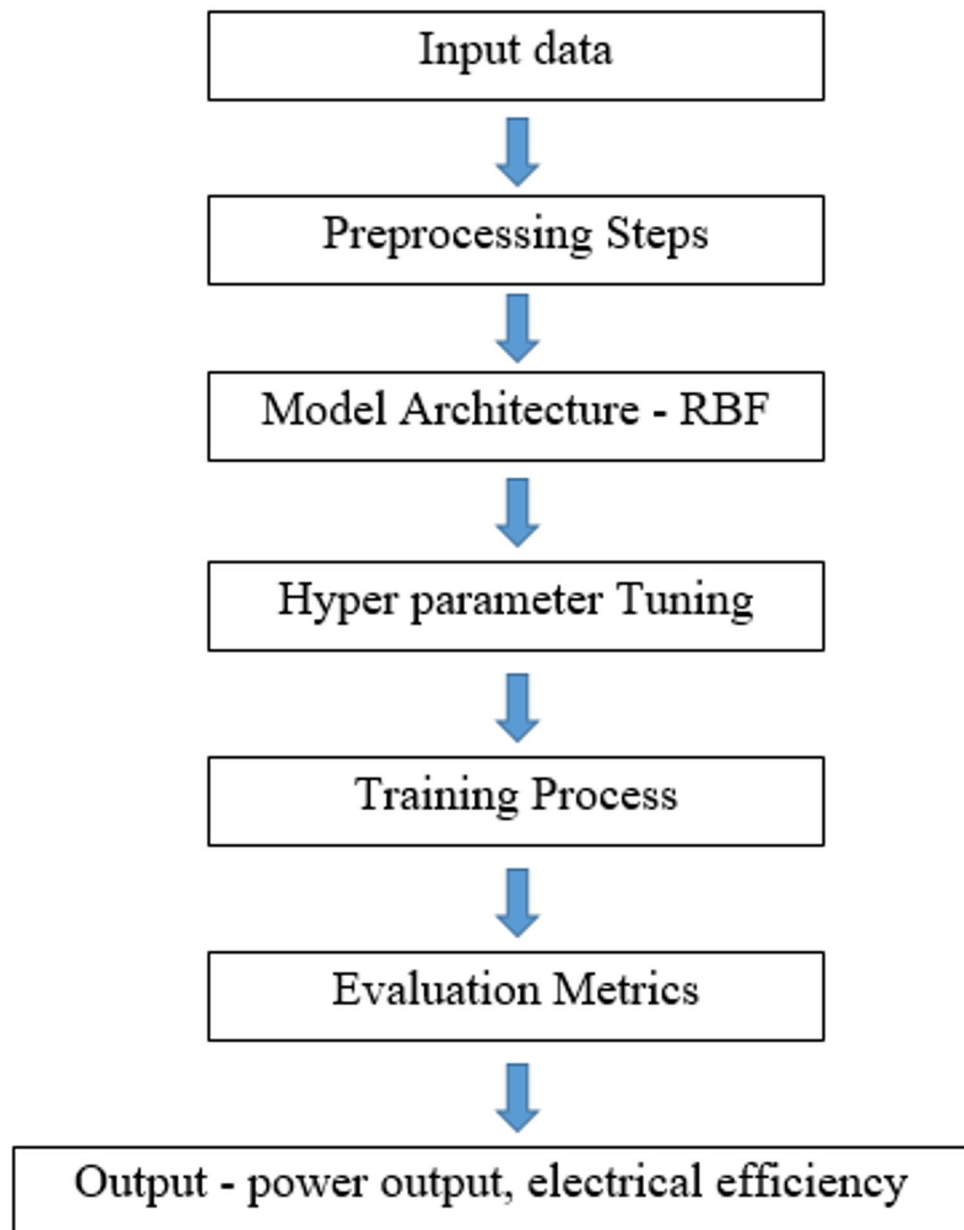 Input data
Preprocessing Steps
Model Architecture - RBF
Hyper parameter Tuning
Training Process
Evaluation Metrics
Output - power output, electrical efficiency